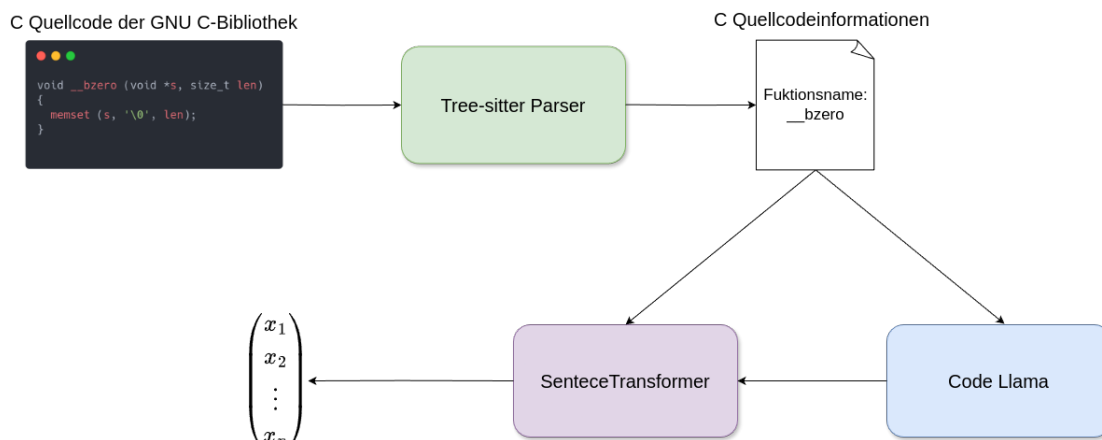 C Quellcode der GNU C-Bibliothek
C Quellcodeinformationen
void __bzero (void *s, size_t len)
{
  memset (s, '\0', len);
}
Tree-sitter Parser
Fuktionsname:
__bzero
SenteceTransformer
Code Llama
x1
x2
⋮